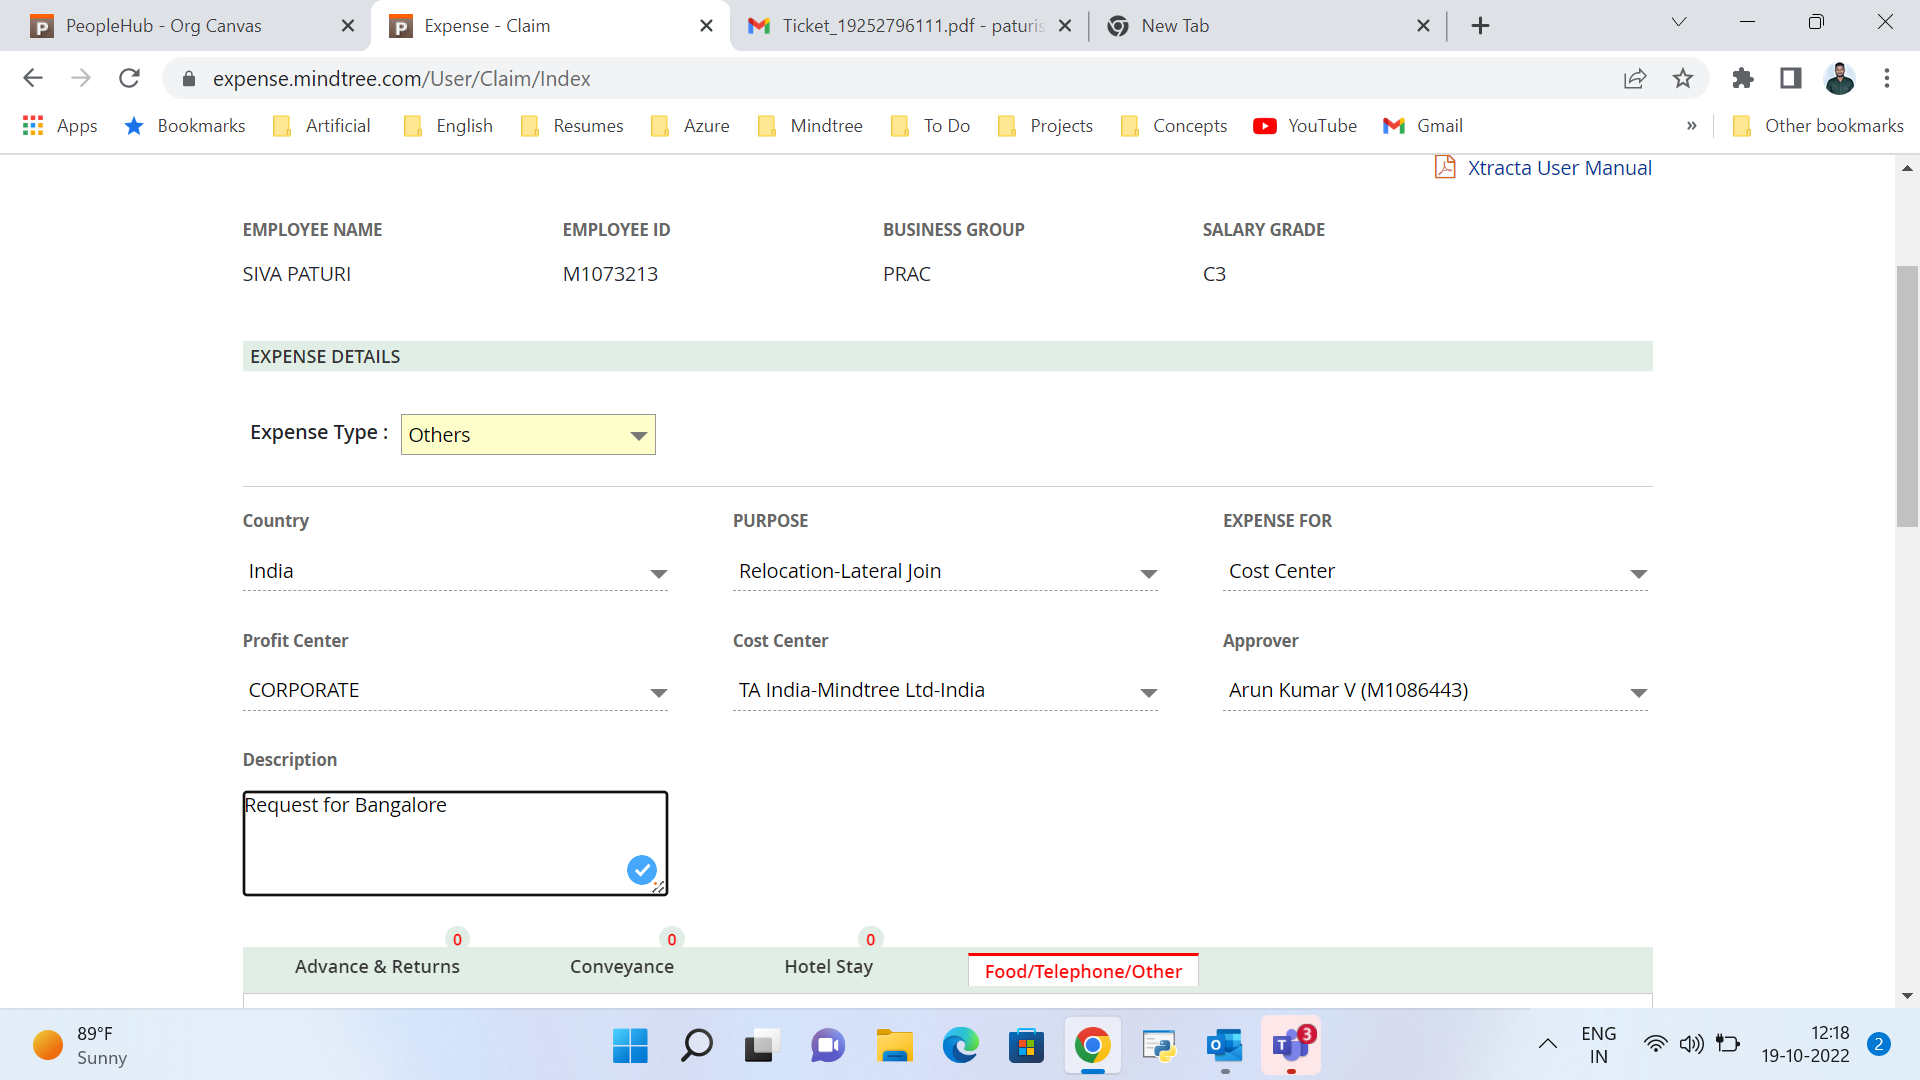 PeopleHub - Org Canvas
Expense - Claim
Ticket_19252796111.pdf - paturis
New Tab
expense.mindtree.com/User/Claim/Index
Apps
Bookmarks
Artificial
English
Resumes
Azure
Mindtree
To Do
Projects
Concepts
YouTube
Gmail
»
Other bookmarks
Xtracta User Manual
EMPLOYEE NAME
EMPLOYEE ID
BUSINESS GROUP
SALARY GRADE
SIVA PATURI
M1073213
PRAC
C3
EXPENSE DETAILS
Expense Type :
Others
Country
PURPOSE
EXPENSE FOR
India
Relocation-Lateral Join
Cost Center
Profit Center
Cost Center
Approver
CORPORATE
TA India-Mindtree Ltd-India
Arun Kumar V (M1086443)
Description
Request for Bangalore
0
0
0
Advance & Returns
Conveyance
Hotel Stay
Food/Telephone/Other
89°F
Sunny
3
ENG
IN
12:18
19-10-2022
2